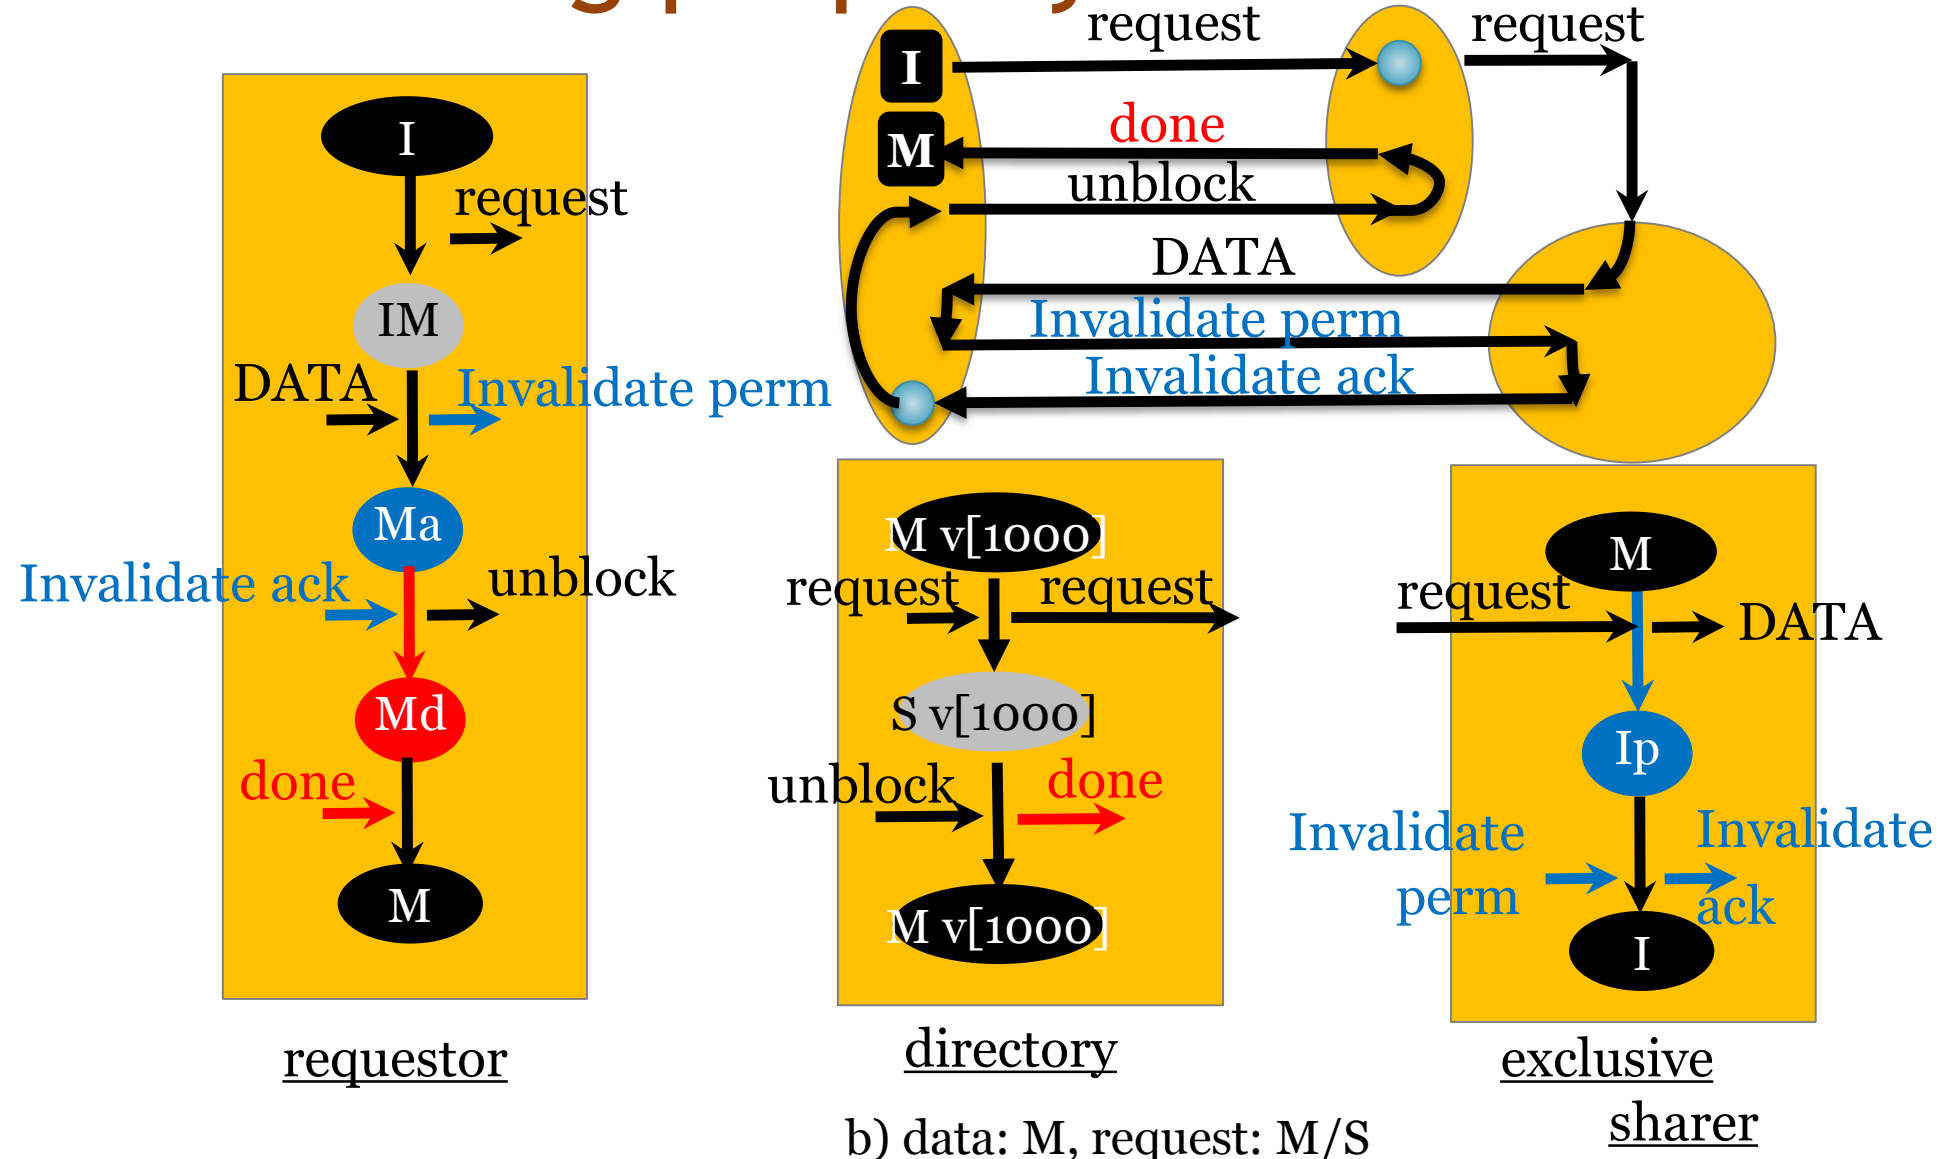 request
request
I
done
M
unblock
DATA
Invalidate perm
Invalidate ack
I
request
IM
DATA
Invalidate perm
Ma
Invalidate ack
unblock
Md
done
M
requestor
M v[1000]
request
request
S v[1000]
unblock
done
M v[1000]
directory
M
request
DATA
Ip
Invalidate
perm
Invalidate
ack
I
exclusive
sharer
b) data: M, request: M/S